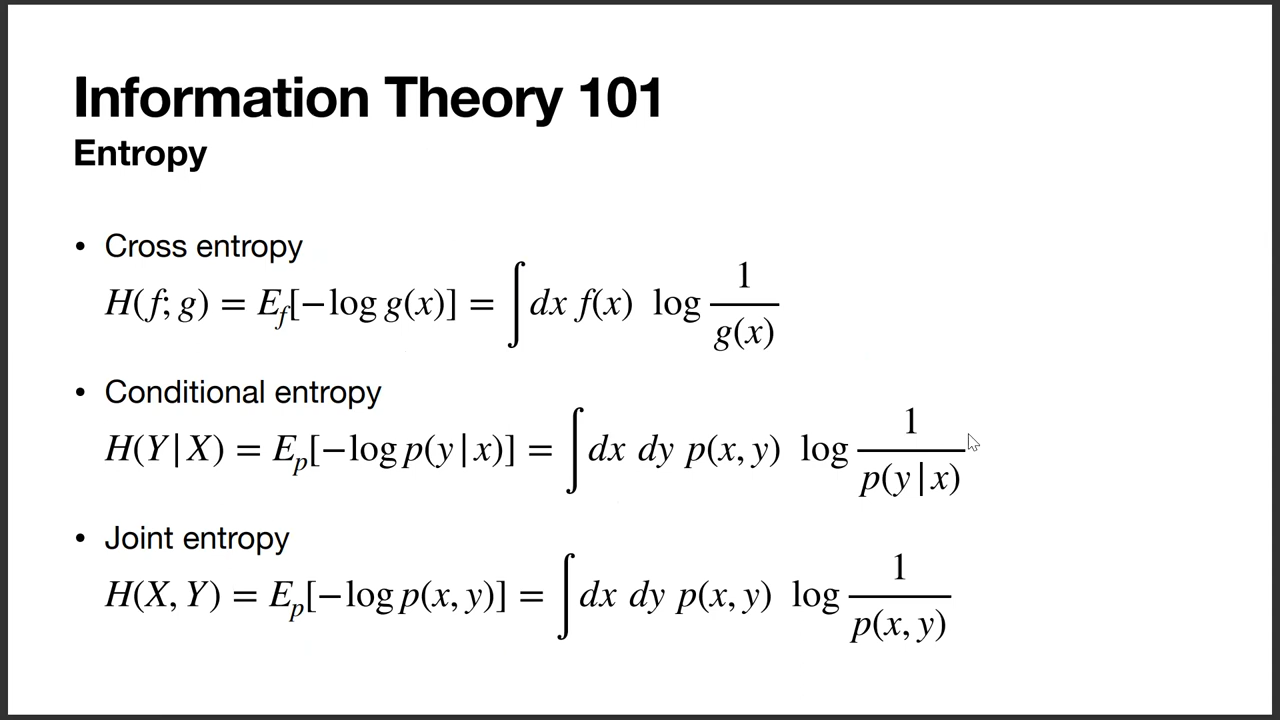 Information Theory 101
Entropy
• Cross entropy
H(f; g) = E_f[−log g(x)] = ∫dx f(x) log 1/g(x)
• Conditional entropy
H(Y|X) = E_p[−log p(y|x)] = ∫dx dy p(x, y) log 1/p(y|x)
• Joint entropy
H(X, Y) = E_p[−log p(x, y)] = ∫dx dy p(x, y) log 1/p(x, y)